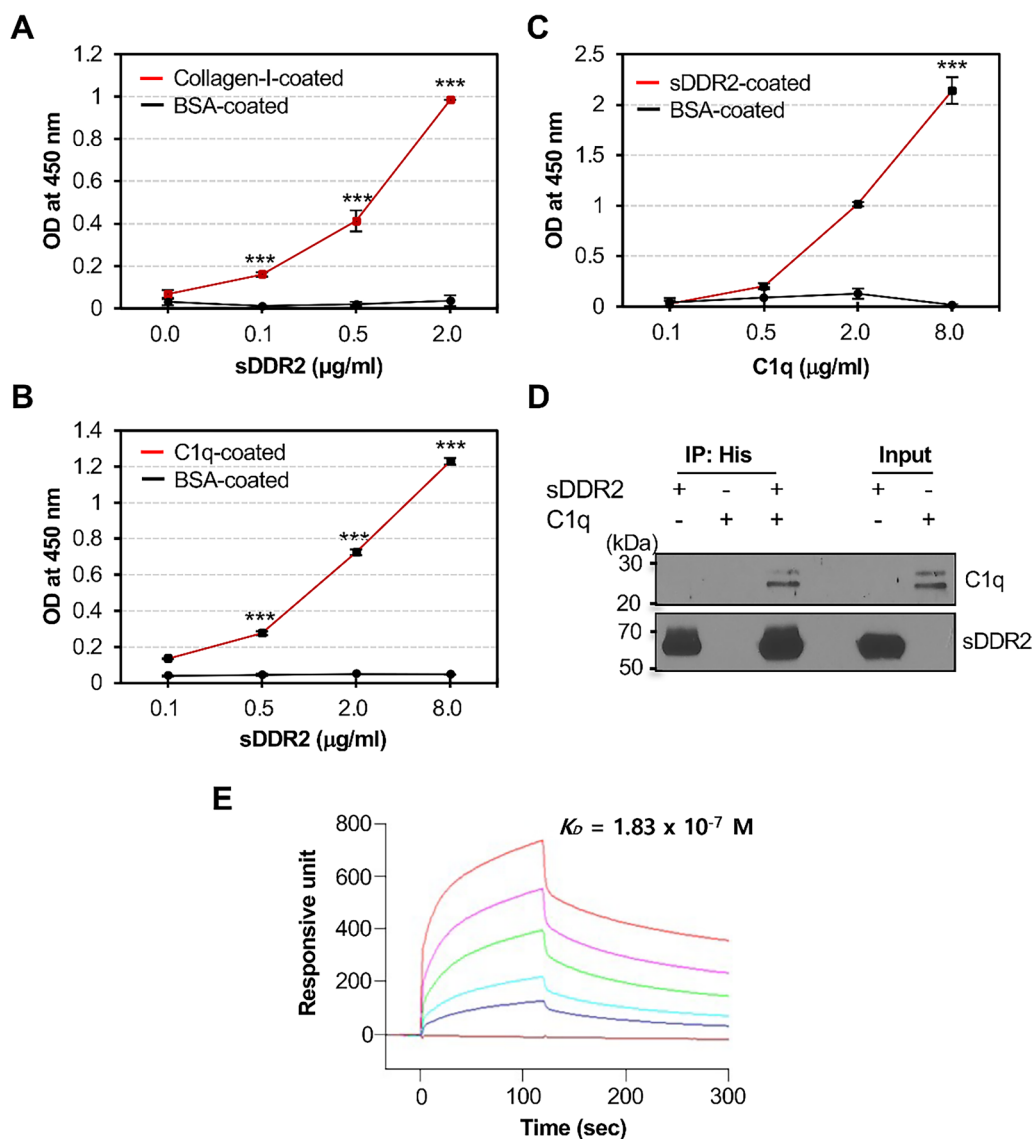 A
Collagen-I-coated
BSA-coated
***
***
***
OD at 450 nm
1.2
1
0.8
0.6
0.4
0.2
0
0.0 0.1 0.5 2.0
sDDR2 (µg/ml)
B
C1q-coated
BSA-coated
***
***
***
OD at 450 nm
1.4
1.2
1
0.8
0.6
0.4
0.2
0
0.1 0.5 2.0 8.0
sDDR2 (µg/ml)
C
sDDR2-coated
BSA-coated
***
OD at 450 nm
2.5
2
1.5
1
0.5
0
0.1 0.5 2.0 8.0
C1q (µg/ml)
D
IP: His Input
sDDR2 + - + + -
C1q - + + - +
(kDa)
30
20
C1q
70
50
sDDR2
E
K_D = 1.83 x 10⁻⁷ M
Responsive unit
800
600
400
200
0
0 100 200 300
Time (sec)